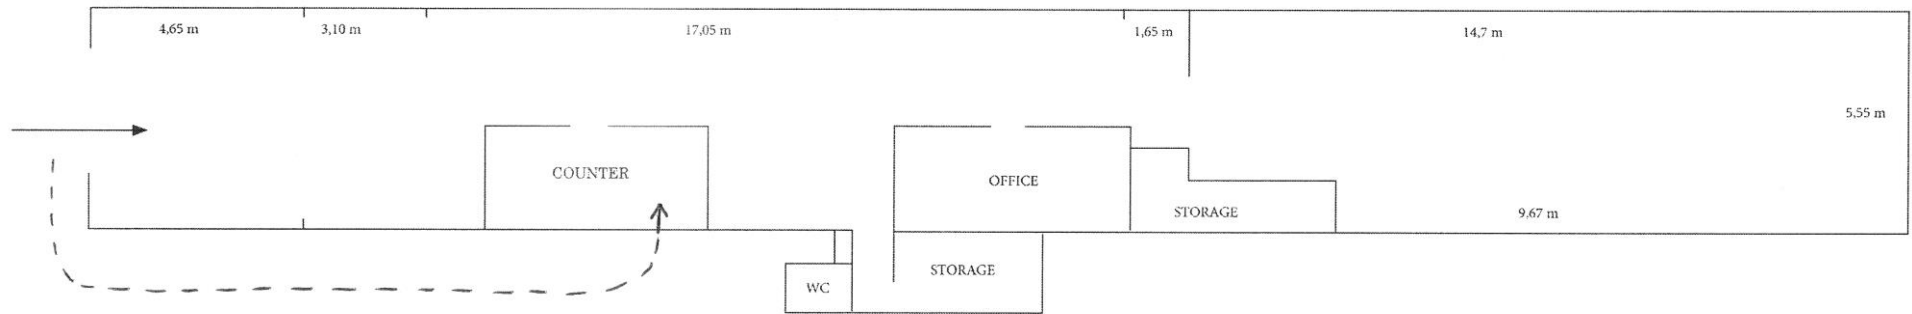 4,65 m
3,10 m
17,05 m
1,65 m
14,7 m
5,55 m
COUNTER
OFFICE
STORAGE
9,67 m
STORAGE
WC